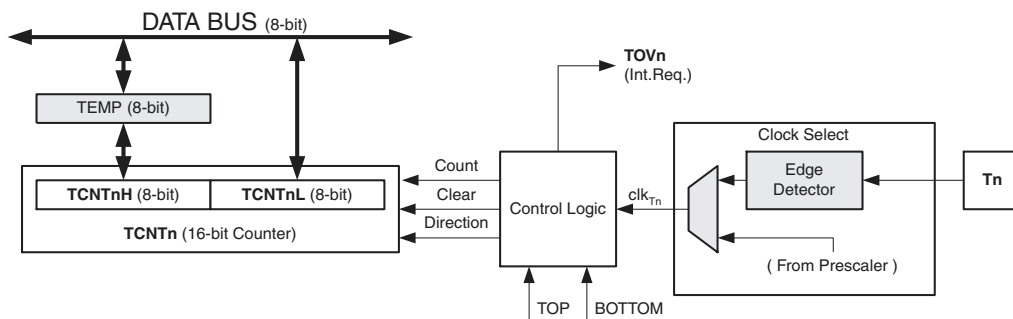 DATA BUS (8-bit)
TEMP (8-bit)
TCNTnH (8-bit)
TCNTnL (8-bit)
TCNTn (16-bit Counter)
Count
Clear
Direction
TOVn
(Int.Req.)
Control Logic
TOP
BOTTOM
clkTn
Clock Select
Edge
Detector
( From Prescaler )
Tn